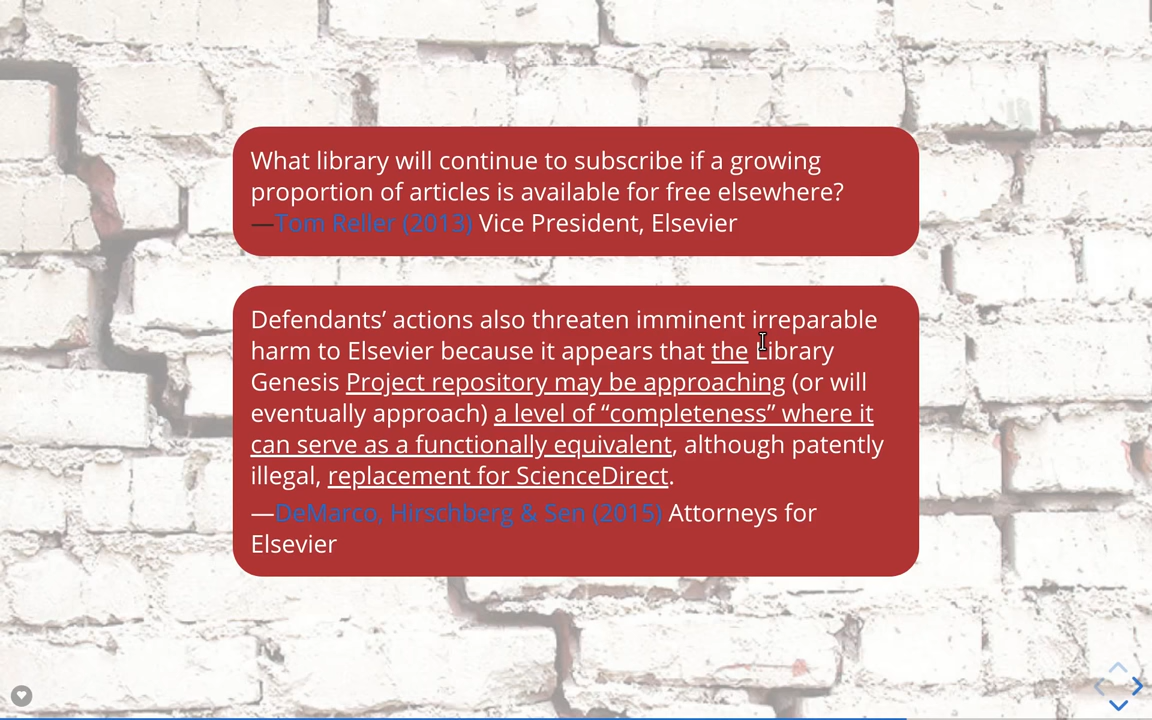 What library will continue to subscribe if a growing
proportion of articles is available for free elsewhere?
—Tom Reller (2013) Vice President, Elsevier
Defendants’ actions also threaten imminent irreparable
harm to Elsevier because it appears that the Library
Genesis Project repository may be approaching (or will
eventually approach) a level of “completeness” where it
can serve as a functionally equivalent, although patently
illegal, replacement for ScienceDirect.
—DeMarco, Hirschberg & Sen (2015) Attorneys for
Elsevier